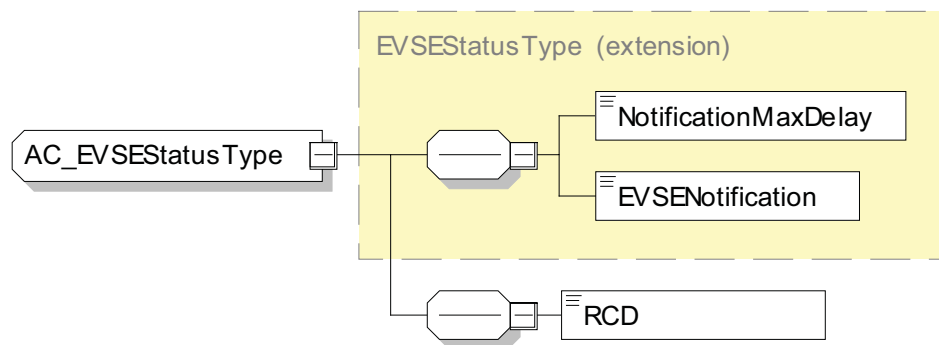 EVSEStatusType (extension)
NotificationMaxDelay
AC_EVSEStatusType
EVSENotification
RCD